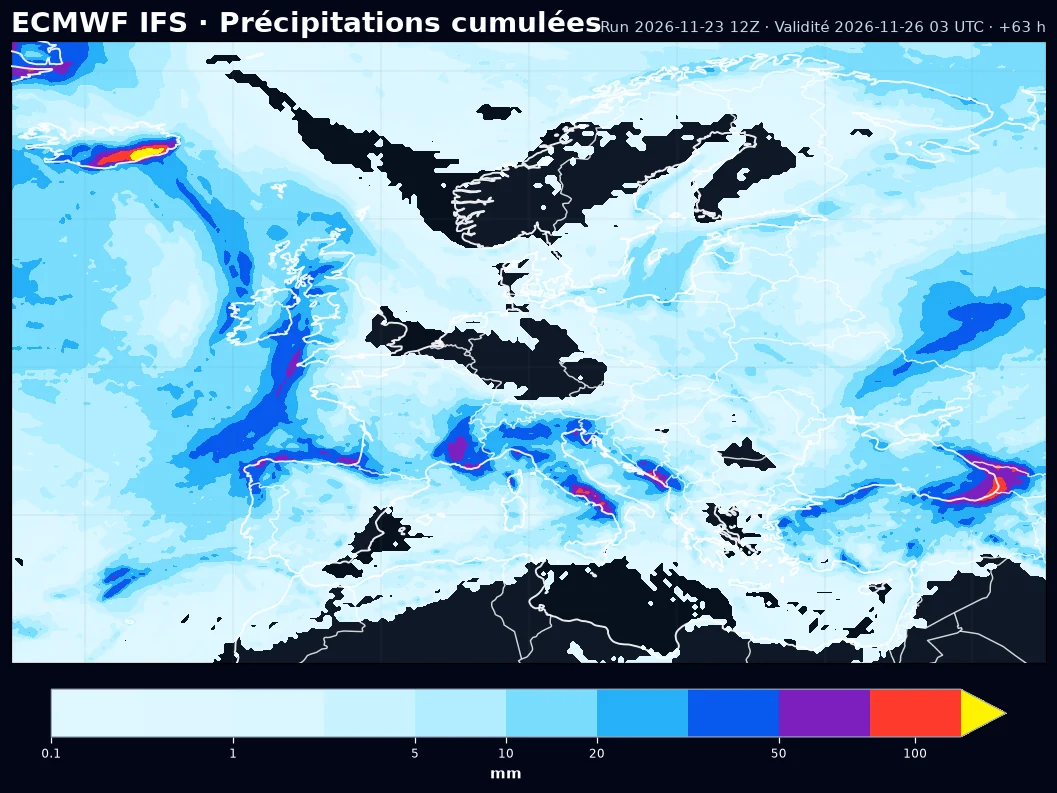 ECMWF IFS · Précipitations cumulées
Run 2026-11-23 12Z · Validité 2026-11-26 03 UTC · +63 h
0.1 1 5 10 20 50 100
mm